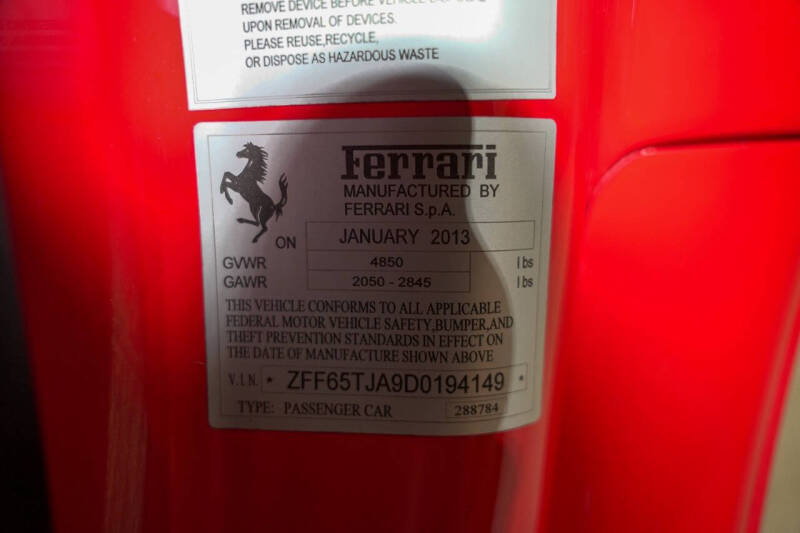 REMOVE DEVICE BEFORE VEHICLE DISPOSAL
UPON REMOVAL OF DEVICES.
PLEASE REUSE,RECYCLE,
OR DISPOSE AS HAZARDOUS WASTE
Ferrari
MANUFACTURED BY
FERRARI S.p.A.
ON JANUARY 2013
GVWR 4850 lbs
GAWR 2050 - 2845 lbs
THIS VEHICLE CONFORMS TO ALL APPLICABLE
FEDERAL MOTOR VEHICLE SAFETY,BUMPER,AND
THEFT PREVENTION STANDARDS IN EFFECT ON
THE DATE OF MANUFACTURE SHOWN ABOVE
V.I.N. * ZFF65TJA9D0194149 *
TYPE: PASSENGER CAR 288784